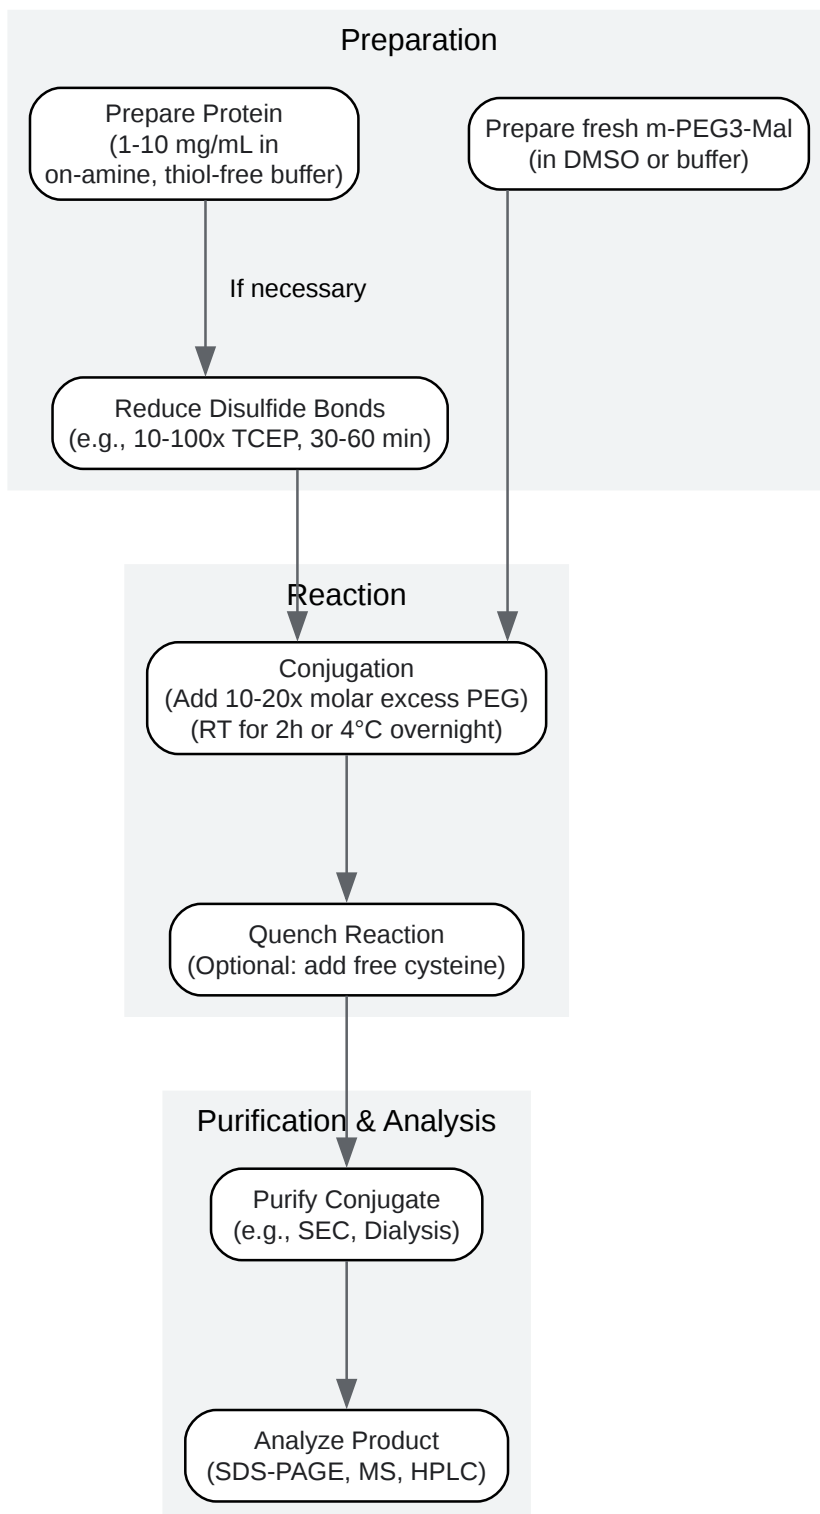 Preparation
Prepare Protein
(1-10 mg/mL in
on-amine, thiol-free buffer)
Prepare fresh m-PEG3-Mal
(in DMSO or buffer)
If necessary
Reduce Disulfide Bonds
(e.g., 10-100x TCEP, 30-60 min)
Reaction
Conjugation
(Add 10-20x molar excess PEG)
(RT for 2h or 4°C overnight)
Quench Reaction
(Optional: add free cysteine)
Purification & Analysis
Purify Conjugate
(e.g., SEC, Dialysis)
Analyze Product
(SDS-PAGE, MS, HPLC)